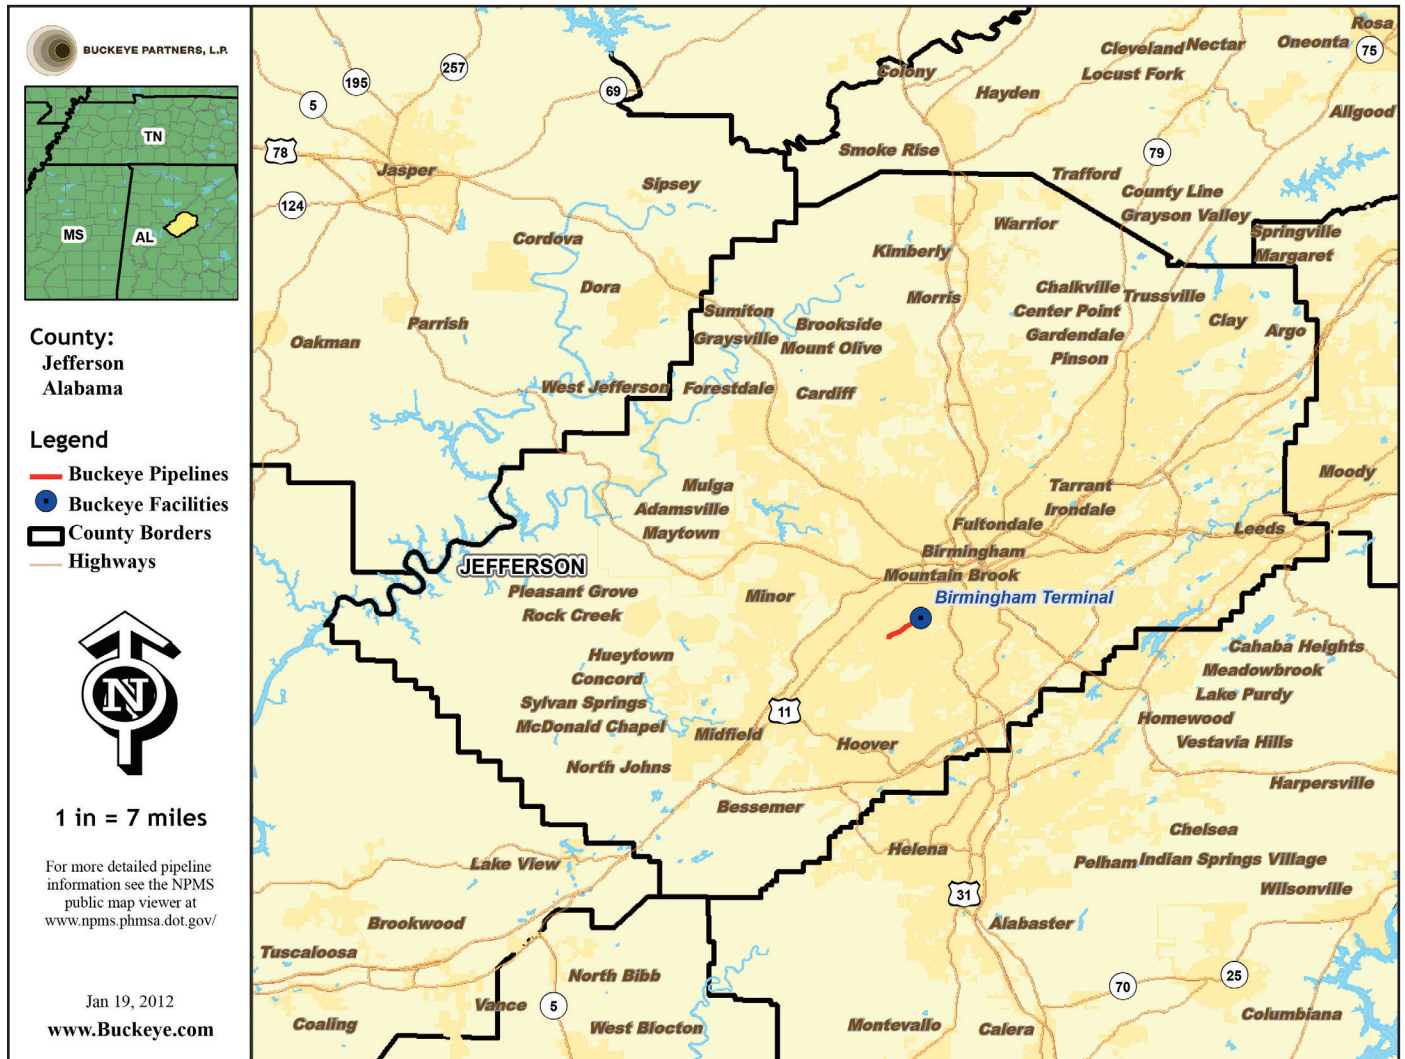 BUCKEYE PARTNERS, L.P.
TN
MS
AL
County:
Jefferson
Alabama
Legend
Buckeye Pipelines
Buckeye Facilities
County Borders
Highways
N
1 in = 7 miles
For more detailed pipeline
information see the NPMS
public map viewer at
www.npms.phmsa.dot.gov/
Jan 19, 2012
www.Buckeye.com
Rosa
Cleveland Nectar
Oneonta
75
257
195
69
5
Colony
Locust Fork
Hayden
Allgood
78
Smoke Rise
79
Jasper
Trafford
Sipsey
124
County Line
Grayson Valley
Warrior
Springville
Cordova
Kimberly
Margaret
Dora
Chalkville
Trussville
Morris
Sumiton
Center Point
Brookside
Clay
Argo
Parrish
Graysville
Gardendale
Oakman
Mount Olive
Pinson
West Jefferson
Forestdale
Cardiff
Moody
Mulga
Tarrant
Adamsville
Irondale
Maytown
Fultondale
Leeds
Birmingham
JEFFERSON
Mountain Brook
Pleasant Grove
Minor
Birmingham Terminal
Rock Creek
Cahaba Heights
Hueytown
Meadowbrook
Concord
Lake Purdy
Sylvan Springs
11
Homewood
McDonald Chapel
Midfield
Hoover
Vestavia Hills
North Johns
Harpersville
Bessemer
Chelsea
Helena
Lake View
Pelham Indian Springs Village
Wilsonville
31
Brookwood
Alabaster
Tuscaloosa
North Bibb
25
70
Vance
5
Coaling
West Blocton
Montevallo
Calera
Columbiana